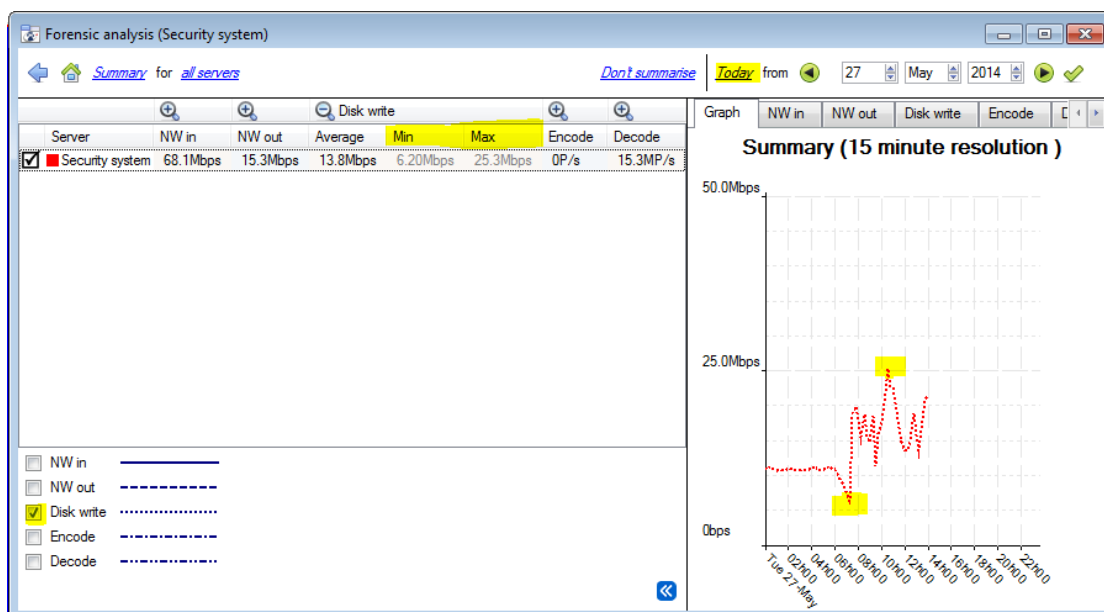 Forensic analysis (Security system)
Summary for all servers Don't summarise Today from 27 May 2014
Disk write
Server NW in NW out Average Min Max Encode Decode
Security system 68.1Mbps 15.3Mbps 13.8Mbps 6.20Mbps 25.3Mbps 0P/s 15.3MP/s
NW in
NW out
Disk write
Encode
Decode
Graph NW in NW out Disk write Encode
Summary (15 minute resolution )
50.0Mbps
25.0Mbps
0bps
Tue 27-May 02h00 04h00 06h00 08h00 10h00 12h00 14h00 16h00 18h00 20h00 22h00